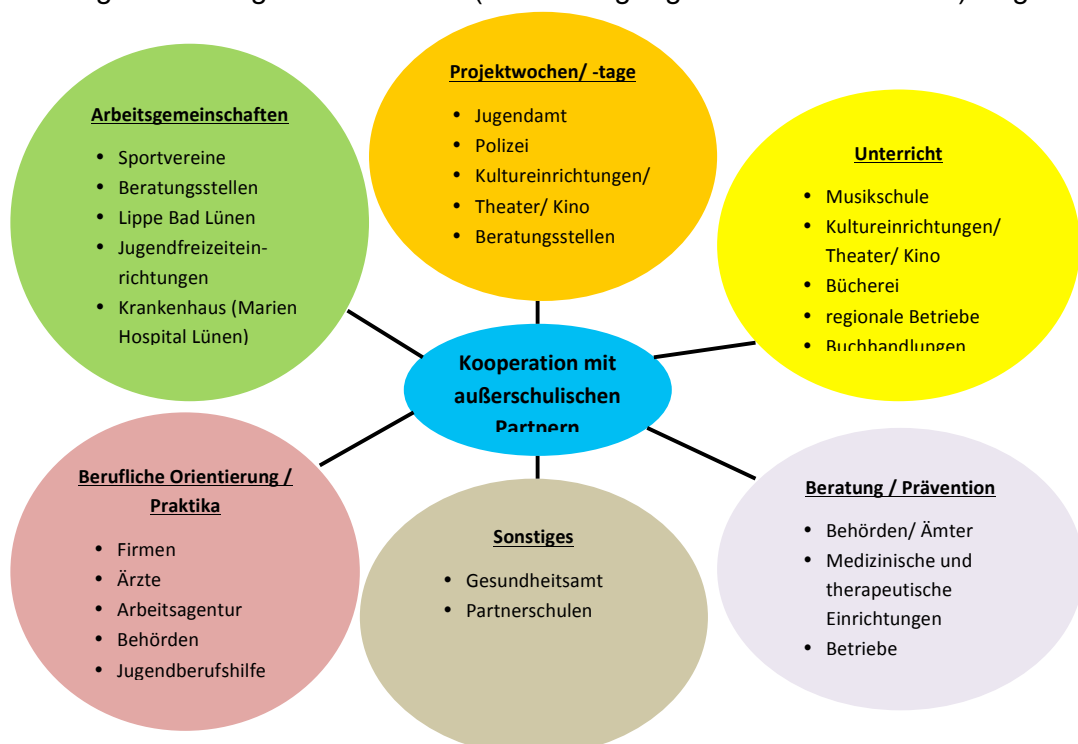 Projektwochen/ -tage
• Jugendamt
• Polizei
• Kultureinrichtungen/
• Theater/ Kino
• Beratungsstellen
Arbeitsgemeinschaften
• Sportvereine
• Beratungsstellen
• Lippe Bad Lünen
• Jugendfreizeitein-
richtungen
• Krankenhaus (Marien
Hospital Lünen)
Unterricht
• Musikschule
• Kultureinrichtungen/
Theater/ Kino
• Bücherei
• regionale Betriebe
• Buchhandlungen
Kooperation mit
außerschulischen
Partnern
Berufliche Orientierung /
Praktika
• Firmen
• Ärzte
• Arbeitsagentur
• Behörden
• Jugendberufshilfe
Sonstiges
• Gesundheitsamt
• Partnerschulen
Beratung / Prävention
• Behörden/ Ämter
• Medizinische und
therapeutische
Einrichtungen
• Betriebe